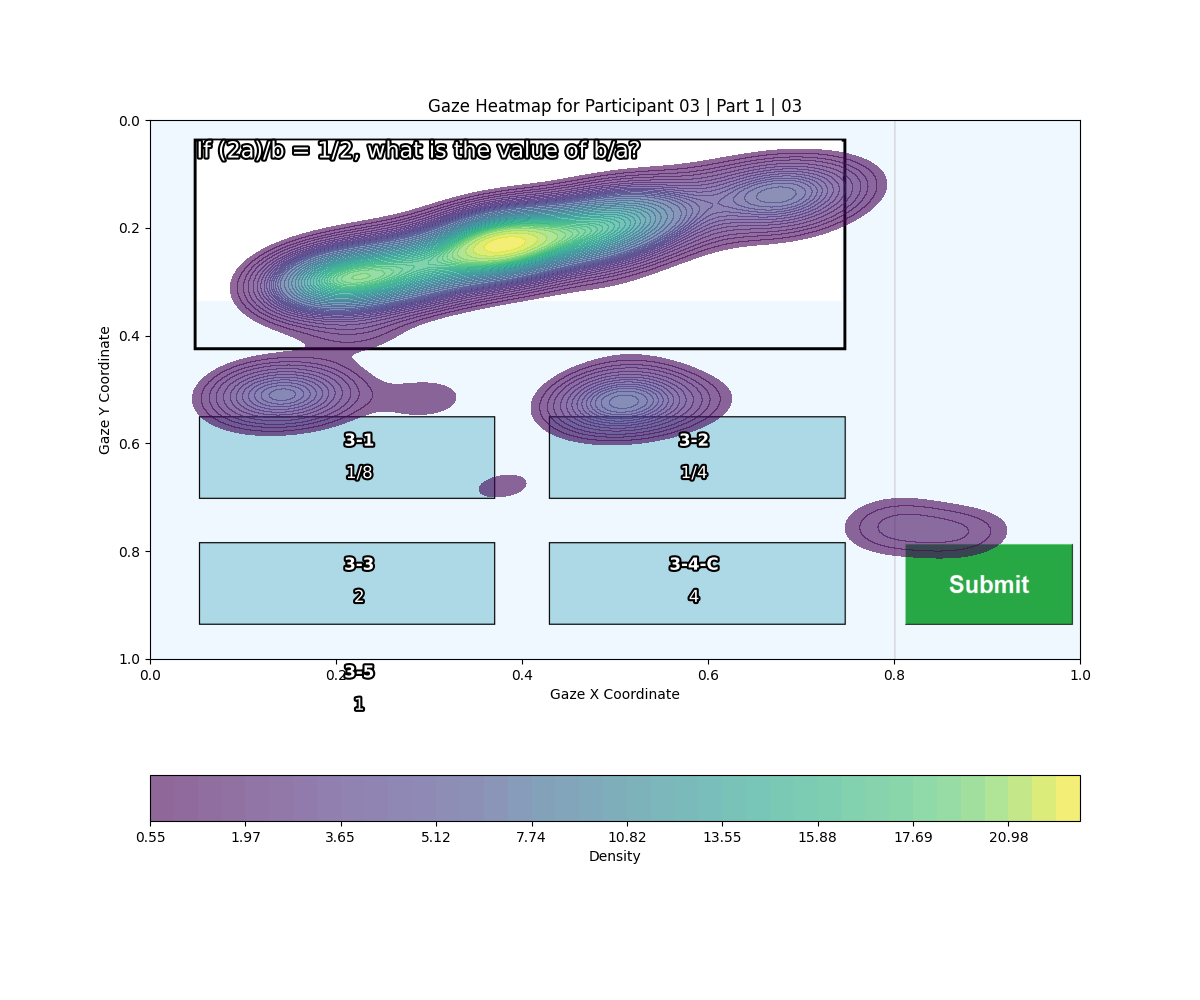 Gaze Heatmap for Participant 03 | Part 1 | 03
0.0
0.2
0.4
0.6
0.8
1.0
Gaze Y Coordinate
If (2a)/b = 1/2, what is the value of b/a?
3-1
1/8
3-2
1/4
3-3
2
3-4-C
4
Submit
3-5
1
0.0 0.2 0.4 0.6 0.8 1.0
Gaze X Coordinate
0.55 1.97 3.65 5.12 7.74 10.82 13.55 15.88 17.69 20.98
Density